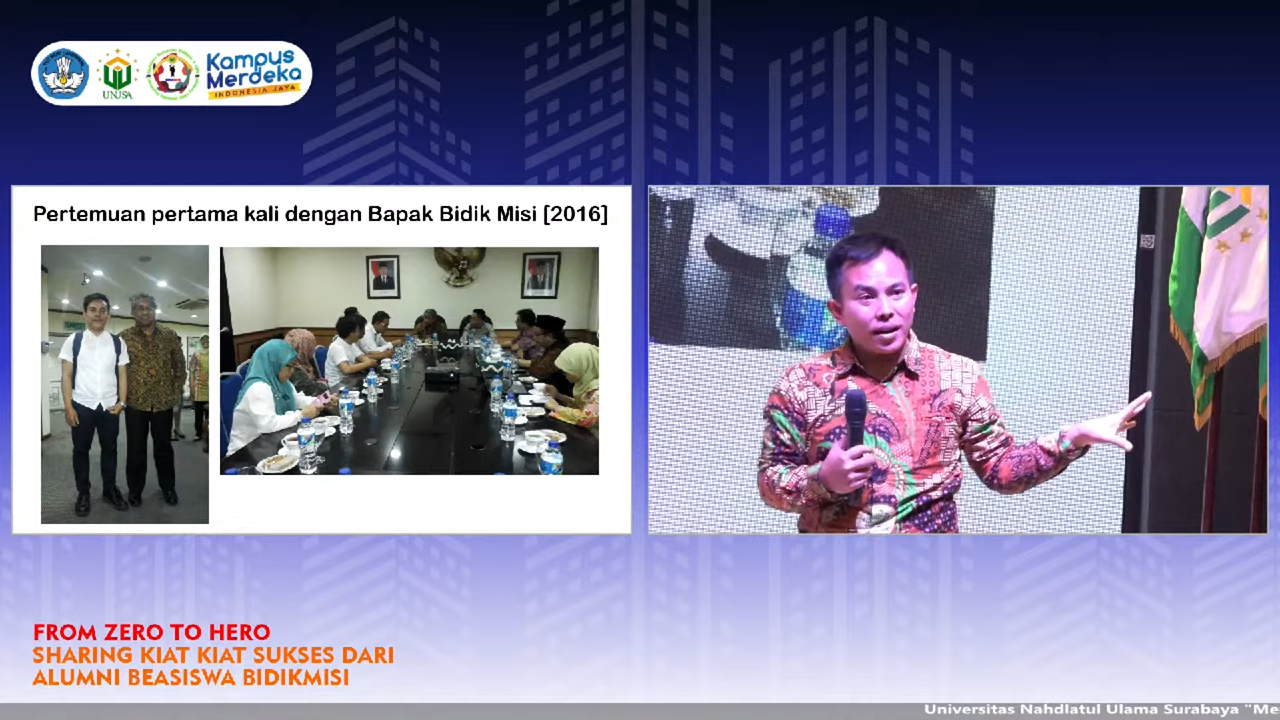 UNUSA
Kampus
Merdeka
INDONESIA JAYA
Pertemuan pertama kali dengan Bapak Bidik Misi [2016]
FROM ZERO TO HERO
SHARING KIAT KIAT SUKSES DARI
ALUMNI BEASISWA BIDIKMISI
Universitas Nahdlatul Ulama Surabaya "Me